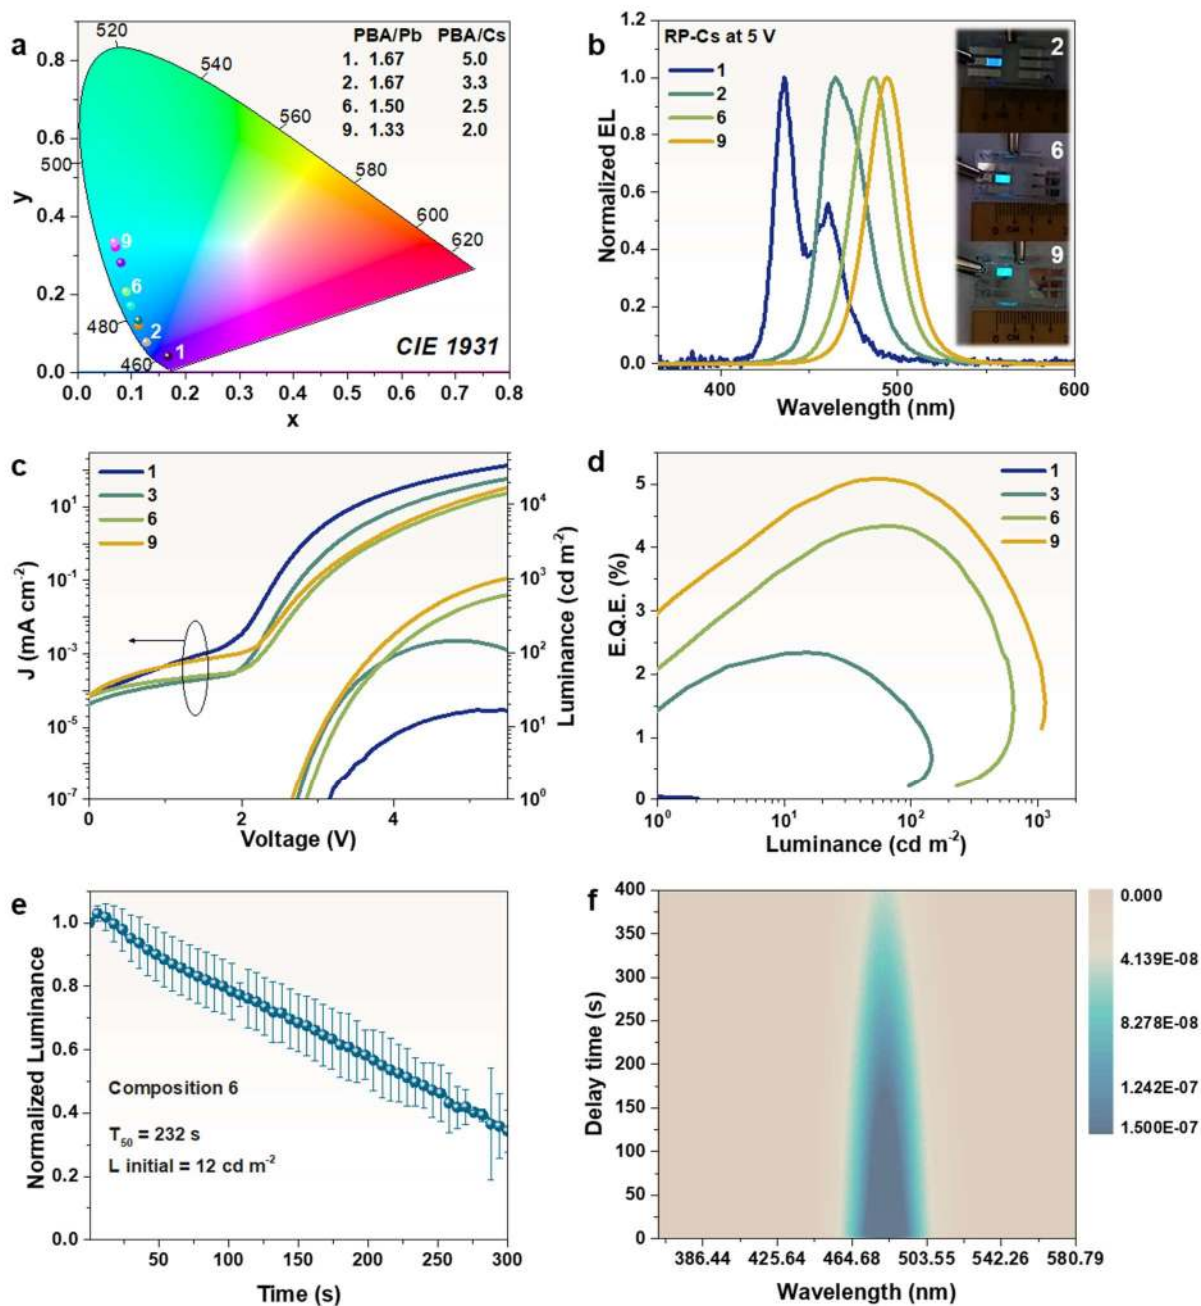 a
PBA/Pb PBA/Cs
1. 1.67 5.0
2. 1.67 3.3
6. 1.50 2.5
9. 1.33 2.0
520
540
560
580
600
620
500
480
460
9
6
2
1
CIE 1931
0.8
0.6
0.4
0.2
0.0
y
0.0 0.1 0.2 0.3 0.4 0.5 0.6 0.7 0.8
x
b
RP-Cs at 5 V
1
2
6
9
2
6
9
1.2
1.0
0.8
0.6
0.4
0.2
0.0
Normalized EL
400 500 600
Wavelength (nm)
c
1
3
6
9
10¹
10⁻¹
10⁻³
10⁻⁵
10⁻⁷
J (mA cm⁻²)
10⁴
10³
10²
10¹
10⁰
Luminance (cd m⁻²)
0 2 4
Voltage (V)
d
1
3
6
9
5
4
3
2
1
0
E.Q.E. (%)
10⁰ 10¹ 10² 10³
Luminance (cd m⁻²)
e
1.0
0.8
0.6
0.4
0.2
0.0
Normalized Luminance
Composition 6
T₅₀ = 232 s
L initial = 12 cd m⁻²
50 100 150 200 250 300
Time (s)
f
400
350
300
250
200
150
100
50
0
Delay time (s)
386.44 425.64 464.68 503.55 542.26 580.79
Wavelength (nm)
0.000
4.139E-08
8.278E-08
1.242E-07
1.500E-07